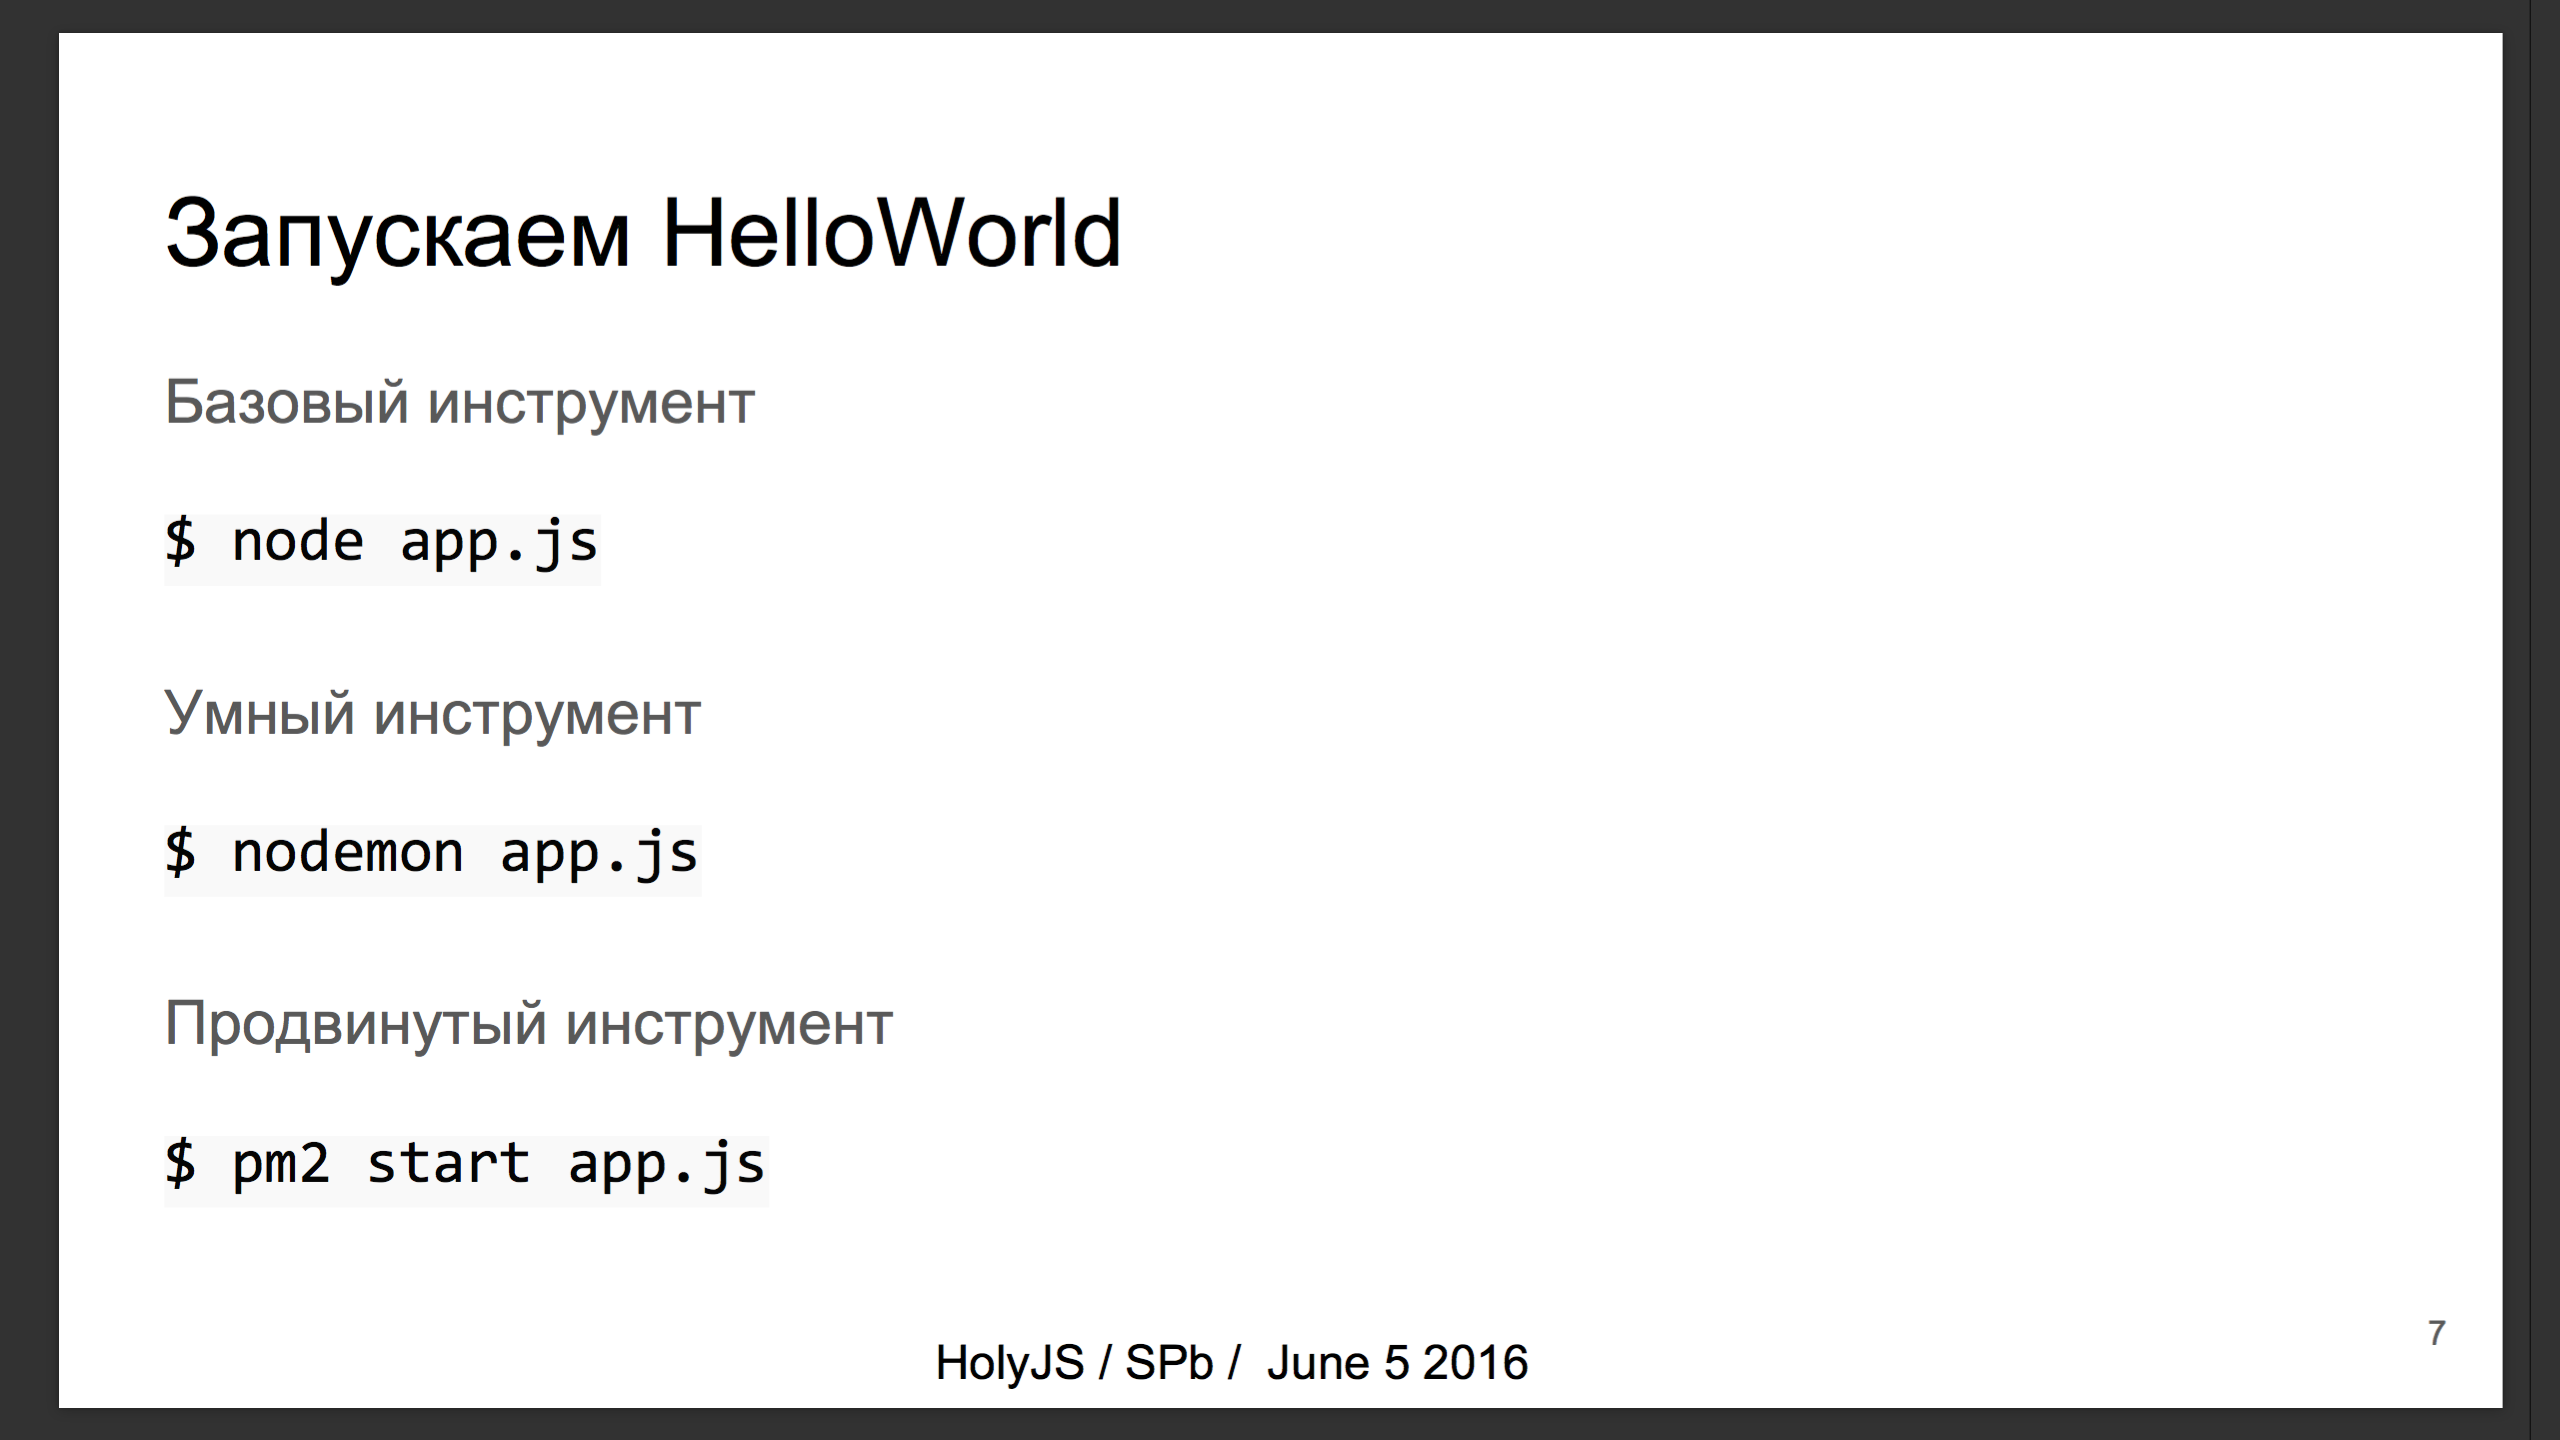 Запускаем HelloWorld
Базовый инструмент
$ node app.js
Умный инструмент
$ nodemon app.js
Продвинутый инструмент
$ pm2 start app.js
7
HolyJS / SPb /  June 5 2016